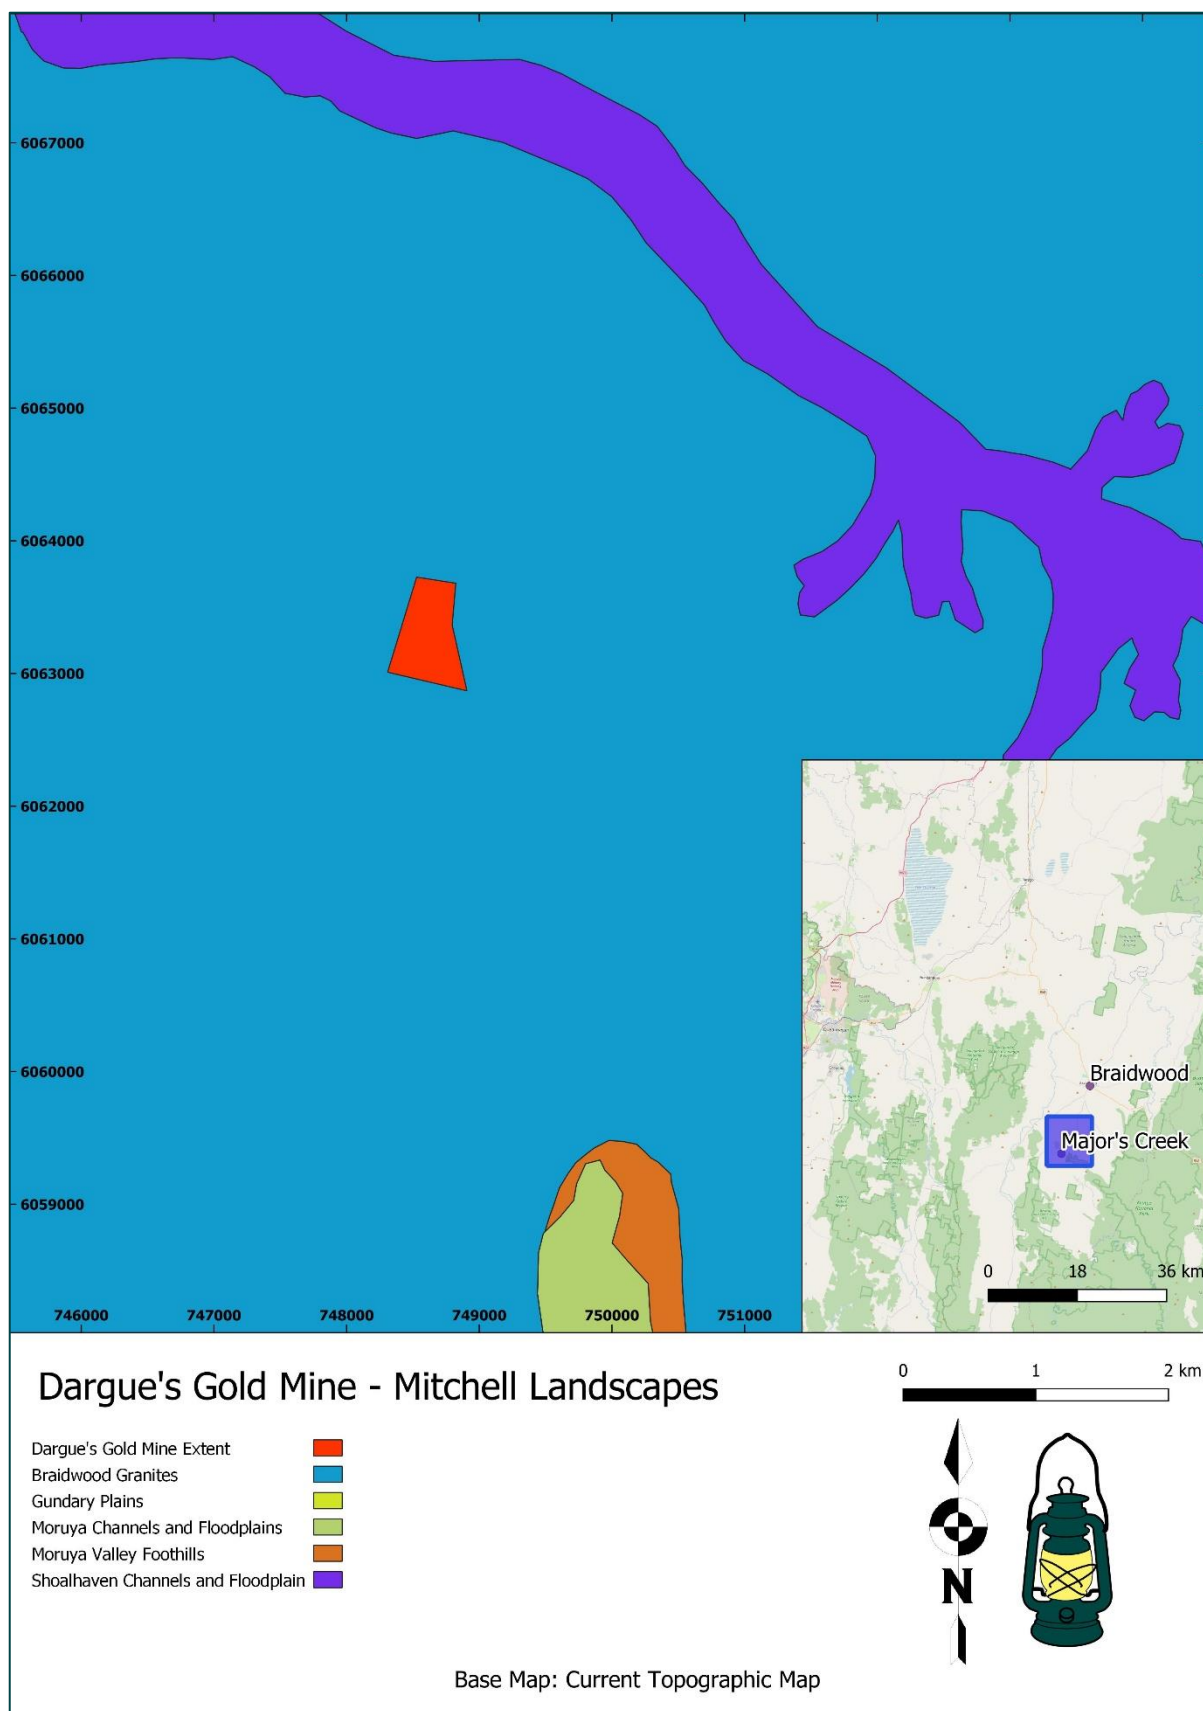 6067000
6066000
6065000
6064000
6063000
6062000
6061000
6060000
6059000
746000 747000 748000 749000 750000 751000
Braidwood
Major's Creek
0 18 36 km
Dargue's Gold Mine - Mitchell Landscapes
0 1 2 km
Dargue's Gold Mine Extent
Braidwood Granites
Gundary Plains
Moruya Channels and Floodplains
Moruya Valley Foothills
Shoalhaven Channels and Floodplain
N
Base Map: Current Topographic Map